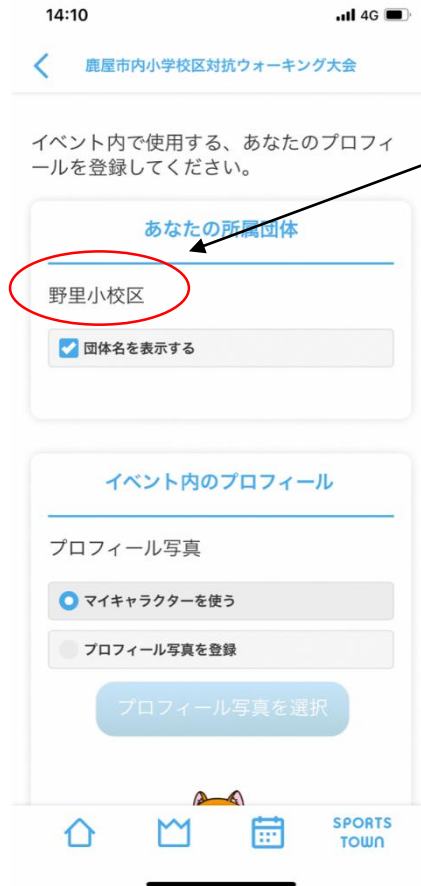 14:10
4G
鹿屋市内小学校区対抗ウォーキング大会
イベント内で使用する、あなたのプロフィ
ールを登録してください。
あなたの所属団体
野里小校区
団体名を表示する
イベント内のプロフィール
プロフィール写真
マイキャラクターを使う
プロフィール写真を登録
プロフィール写真を選択
SPORTS
TOWN